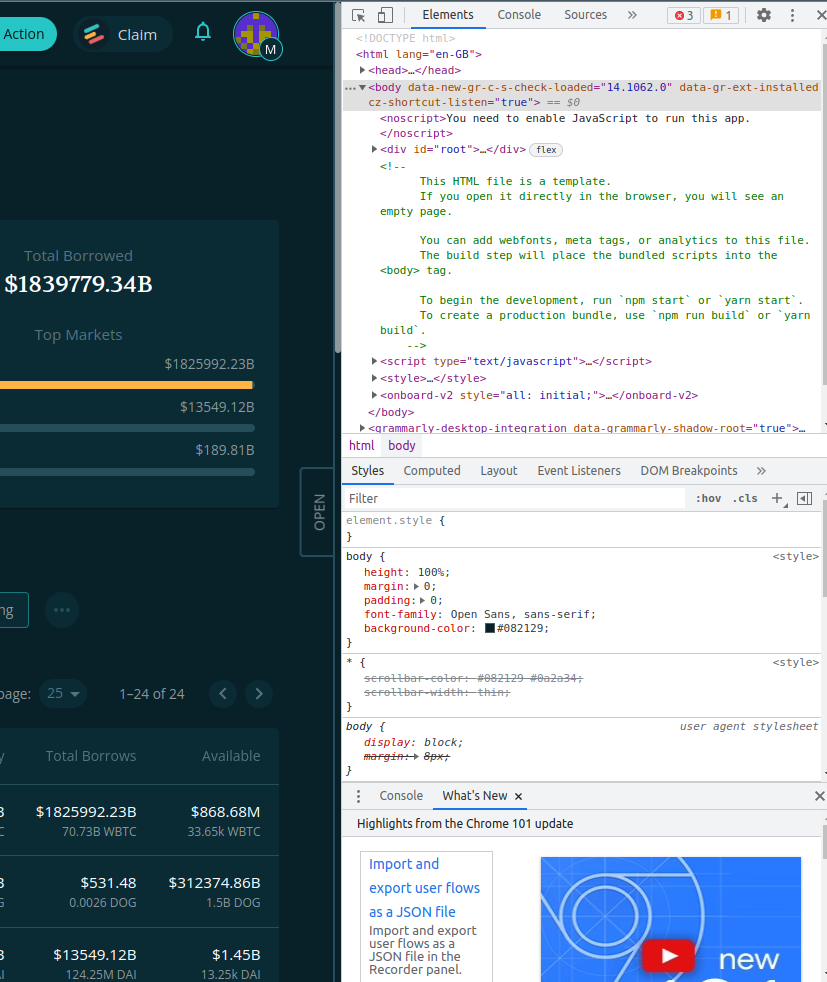 Action
Claim
M
Total Borrowed
$1839779.34B
Top Markets
$1825992.23B
$13549.12B
$189.81B
OPEN
ng
•••
page:
25
1–24 of 24
y
Total Borrows
Available
B
$1825992.23B
$868.68M
C
70.73B WBTC
33.65k WBTC
B
$531.48
$312374.86B
G
0.0026 DOG
1.5B DOG
B
$13549.12B
$1.45B
AI
124.25M DAI
13.25k DAI
Elements
Console
Sources
»
3
1
<!DOCTYPE html>
<html lang="en-GB">
<head>…</head>
<body data-new-gr-c-s-check-loaded="14.1062.0" data-gr-ext-installed
cz-shortcut-listen="true"> == $0
<noscript>You need to enable JavaScript to run this app.
</noscript>
<div id="root">…</div> flex
<!--
This HTML file is a template.
If you open it directly in the browser, you will see an
empty page.
You can add webfonts, meta tags, or analytics to this file.
The build step will place the bundled scripts into the
<body> tag.
To begin the development, run `npm start` or `yarn start`.
To create a production bundle, use `npm run build` or `yarn
build`.
-->
<script type="text/javascript">…</script>
<style>…</style>
<onboard-v2 style="all: initial;">…</onboard-v2>
</body>
<grammarly-desktop-integration data-grammarly-shadow-root="true">…
html body
Styles
Computed
Layout
Event Listeners
DOM Breakpoints
»
Filter
:hov .cls
element.style {
}
body {
<style>
height: 100%;
margin: 0;
padding: 0;
font-family: Open Sans, sans-serif;
background-color: #082129;
}
* {
<style>
scrollbar-color: #082129 #0a2a34;
scrollbar-width: thin;
}
body {
user agent stylesheet
display: block;
margin: 8px;
}
Console
What's New
Highlights from the Chrome 101 update
Import and
export user flows
as a JSON file
Import and export
user flows as a
JSON file in the
Recorder panel.
new